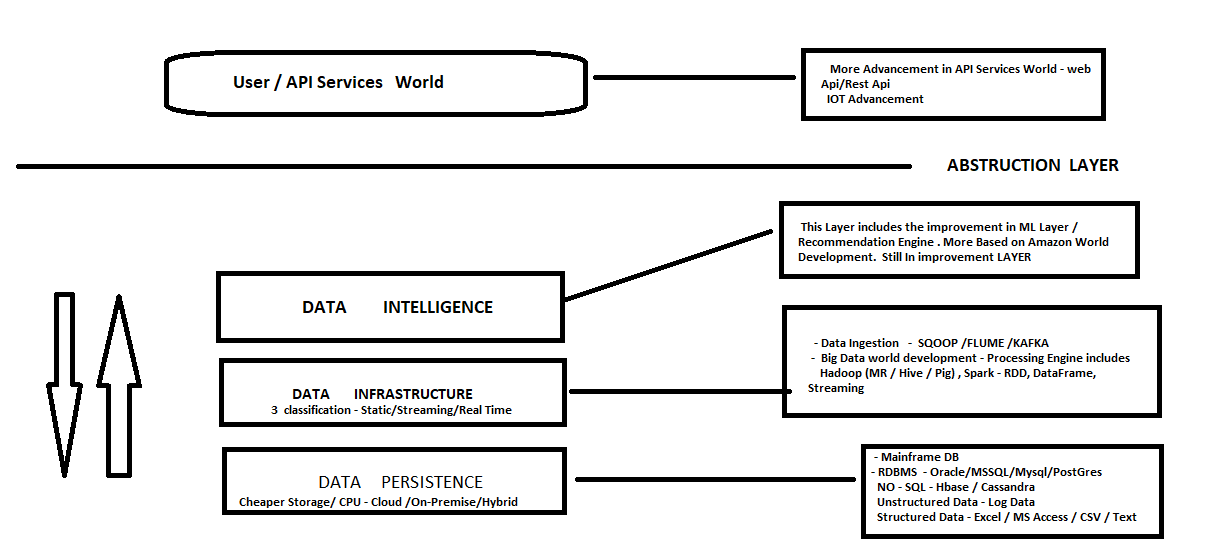 User / API Services World
More Advancement in API Services World - web
Api/Rest Api
IOT Advancement
ABSTRUCTION LAYER
This Layer includes the improvement in ML Layer /
Recommendation Engine . More Based on Amazon World
Development. Still In improvement LAYER
DATA INTELLIGENCE
- Data Ingestion - SQOOP /FLUME /KAFKA
- Big Data world development - Processing Engine includes
Hadoop (MR / Hive / Pig) , Spark - RDD, DataFrame,
Streaming
DATA INFRASTRUCTURE
3 classification - Static/Streaming/Real Time
DATA PERSISTENCE
Cheaper Storage/ CPU - Cloud /On-Premise/Hybrid
- Mainframe DB
- RDBMS - Oracle/MSSQL/Mysql/PostGres
NO - SQL - Hbase / Cassandra
Unstructured Data - Log Data
Structured Data - Excel / MS Access / CSV / Text